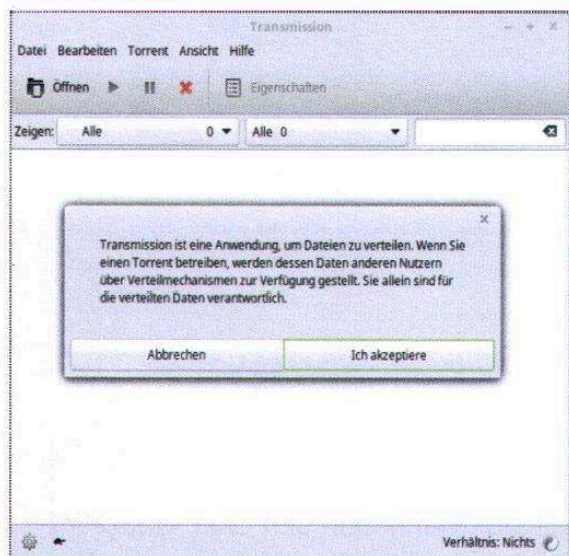 Transmission
Datei Bearbeiten Torrent Ansicht Hilfe
Öffnen Eigenschaften
Zeigen: Alle 0 Alle 0
Transmission ist eine Anwendung, um Dateien zu verteilen. Wenn Sie
einen Torrent betreiben, werden dessen Daten anderen Nutzern
über Verteilmechanismen zur Verfügung gestellt. Sie allein sind für
die verteilten Daten verantwortlich.
Abbrechen Ich akzeptiere
Verhältnis: Nichts